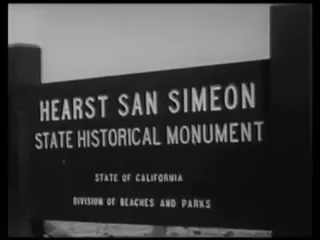 HEARST SAN SIMEON
STATE HISTORICAL MONUMENT
STATE OF CALIFORNIA
DIVISION OF BEACHES AND PARKS